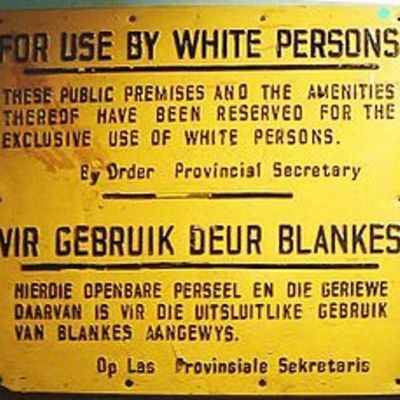 FOR USE BY WHITE PERSONS
THESE PUBLIC PREMISES AND THE AMENITIES
THEREOF HAVE BEEN RESERVED FOR THE
EXCLUSIVE USE OF WHITE PERSONS.
By Order Provincial Secretary
VIR GEBRUIK DEUR BLANKES
HIERDIE OPENBARE PERSEEL EN DIE GERIEWE
DAARVAN IS VIR DIE UITSLUITLIKE GEBRUIK
VAN BLANKES AANGEWYS.
Op Las Provinsiale Sekretaris